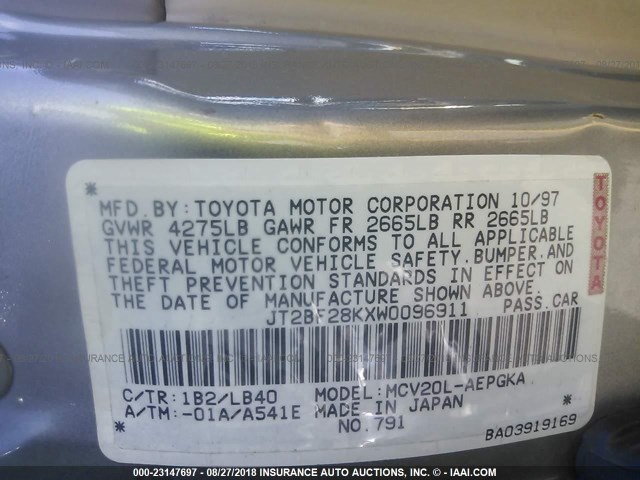 MFD.BY:TOYOTA MOTOR CORPORATION 10/97
GVWR 4275LB GAWR FR 2665LB RR 2665LB
THIS VEHICLE CONFORMS TO ALL APPLICABLE
FEDERAL MOTOR VEHICLE SAFETY,BUMPER,AND
THEFT PREVENTION STANDARDS IN EFFECT ON
THE DATE OF MANUFACTURE SHOWN ABOVE.
JT2BF28KXW0096911 PASS.CAR
TOYOTA
C/TR:1B2/LB40 MODEL:MCV20L-AEPGKA
A/TM:-01A/A541E MADE IN JAPAN
NO.791
BA03919169
000-23147697 - 08/27/2018 - INSURANCE AUTO AUCTIONS, INC. - © - IAAI.COM